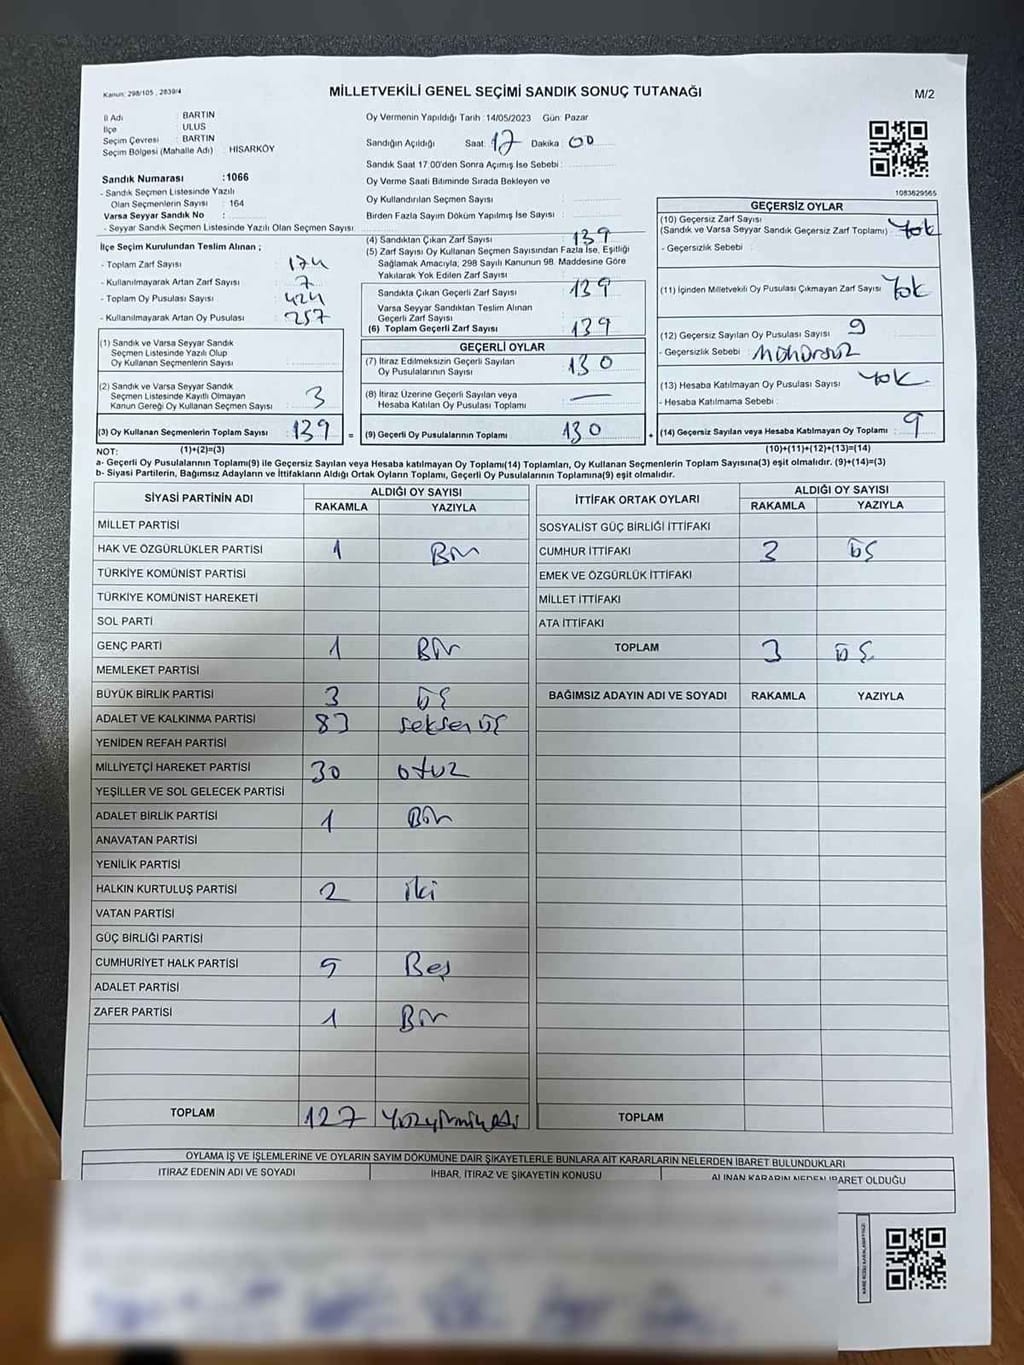 Kanun: 298/105 , 2839/4
MİLLETVEKİLİ GENEL SEÇİMİ SANDIK SONUÇ TUTANAĞI
M/2
İl Adı : BARTIN
İlçe : ULUS
Seçim Çevresi : BARTIN
Seçim Bölgesi (Mahalle Adı) : HİSARKÖY
Sandık Numarası :1066
- Sandık Seçmen Listesinde Yazılı
Olan Seçmenlerin Sayısı : 164
Varsa Seyyar Sandık No :
- Seyyar Sandık Seçmen Listesinde Yazılı Olan Seçmen Sayısı :
Oy Vermenin Yapıldığı Tarih : 14/05/2023 Gün: Pazar
Sandığın Açıldığı Saat: 17 Dakika: 00
Sandık Saat 17.00'den Sonra Açımış İse Sebebi :
Oy Verme Saati Bitiminde Sırada Bekleyen ve
Oy Kullandırılan Seçmen Sayısı :
Birden Fazla Sayım Döküm Yapılmış İse Sayısı :
1083629565
İlçe Seçim Kurulundan Teslim Alınan ;
- Toplam Zarf Sayısı : 174
- Kullanılmayarak Artan Zarf Sayısı : 7
- Toplam Oy Pusulası Sayısı : 424
- Kullanılmayarak Artan Oy Pusulası : 257
(1) Sandık ve Varsa Seyyar Sandık
Seçmen Listesinde Yazılı Olup
Oy Kullanan Seçmen Sayısı :
(2) Sandık ve Varsa Seyyar Sandık
Seçmen Listesinde Kayıtlı Olmayan
Kanun Gereği Oy Kullanan Seçmen Sayısı : 3
(3) Oy Kullanan Seçmenlerin Toplam Sayısı : 139
(4) Sandıktan Çıkan Zarf Sayısı : 139
(5) Zarf Sayısı Oy Kullanan Seçmen Sayısından Fazla İse, Eşitliği
Sağlamak Amacıyla, 298 Sayılı Kanunun 98. Maddesine Göre
Yakılarak Yok Edilen Zarf Sayısı :
Sandıkta Çıkan Geçerli Zarf Sayısı : 139
Varsa Seyyar Sandıktan Teslim Alınan
Geçerli Zarf Sayısı :
(6) Toplam Geçerli Zarf Sayısı : 139
GEÇERLİ OYLAR
(7) İtiraz Edilmeksizin Geçerli Sayılan
Oy Pusulalarının Sayısı : 130
(8) İtiraz Üzerine Geçerli Sayılan veya
Hesaba Katılan Oy Pusulası Toplamı : —
= (9) Geçerli Oy Pusulalarının Toplamı : 130
GEÇERSİZ OYLAR
(10) Geçersiz Zarf Sayısı
(Sandık ve Varsa Seyyar Sandık Geçersiz Zarf Toplamı) : Yok
- Geçersizlik Sebebi :
(11) İçinden Milletvekili Oy Pusulası Çıkmayan Zarf Sayısı : Yok
(12) Geçersiz Sayılan Oy Pusulası Sayısı : 9
- Geçersizlik Sebebi : Mühürsüz
(13) Hesaba Katılmayan Oy Pusulası Sayısı : Yok
- Hesaba Katılmama Sebebi :
+ (14) Geçersiz Sayılan veya Hesaba Katılmayan Oy Toplamı : 9
NOT: (1)+(2)=(3) (10)+(11)+(12)+(13)=(14)
a- Geçerli Oy Pusulalarının Toplamı(9) ile Geçersiz Sayılan veya Hesaba katılmayan Oy Toplamı(14) Toplamları, Oy Kullanan Seçmenlerin Toplam Sayısına(3) eşit olmalıdır. (9)+(14)=(3)
b- Siyasi Partilerin, Bağımsız Adayların ve İttifakların Aldığı Ortak Oyların Toplamı, Geçerli Oy Pusulalarının Toplamına(9) eşit olmalıdır.
SİYASİ PARTİNİN ADI ALDIĞI OY SAYISI
RAKAMLA YAZIYLA
MİLLET PARTİSİ
HAK VE ÖZGÜRLÜKLER PARTİSİ 1 Bir
TÜRKİYE KOMÜNİST PARTİSİ
TÜRKİYE KOMÜNİST HAREKETİ
SOL PARTİ
GENÇ PARTİ 1 Bir
MEMLEKET PARTİSİ
BÜYÜK BİRLİK PARTİSİ 3 üç
ADALET VE KALKINMA PARTİSİ 83 seksen üç
YENİDEN REFAH PARTİSİ
MİLLİYETÇİ HAREKET PARTİSİ 30 otuz
YEŞİLLER VE SOL GELECEK PARTİSİ
ADALET BİRLİK PARTİSİ 1 Bir
ANAVATAN PARTİSİ
YENİLİK PARTİSİ
HALKIN KURTULUŞ PARTİSİ 2 iki
VATAN PARTİSİ
GÜÇ BİRLİĞİ PARTİSİ
CUMHURİYET HALK PARTİSİ 5 Beş
ADALET PARTİSİ
ZAFER PARTİSİ 1 Bir
TOPLAM 127 Yüzyirmiyedi
İTTİFAK ORTAK OYLARI ALDIĞI OY SAYISI
RAKAMLA YAZIYLA
SOSYALİST GÜÇ BİRLİĞİ İTTİFAKI
CUMHUR İTTİFAKI 3 üç
EMEK VE ÖZGÜRLÜK İTTİFAKI
MİLLET İTTİFAKI
ATA İTTİFAKI
TOPLAM 3 üç
BAĞIMSIZ ADAYIN ADI VE SOYADI RAKAMLA YAZIYLA
TOPLAM
OYLAMA İŞ VE İŞLEMLERİNE VE OYLARIN SAYIM DÖKÜMÜNE DAİR ŞİKAYETLERLE BUNLARA AİT KARARLARIN NELERDEN İBARET BULUNDUKLARI
İTİRAZ EDENİN ADI VE SOYADI İHBAR, İTİRAZ VE ŞİKAYETİN KONUSU ALINAN KARARIN NEDEN İBARET OLDUĞU